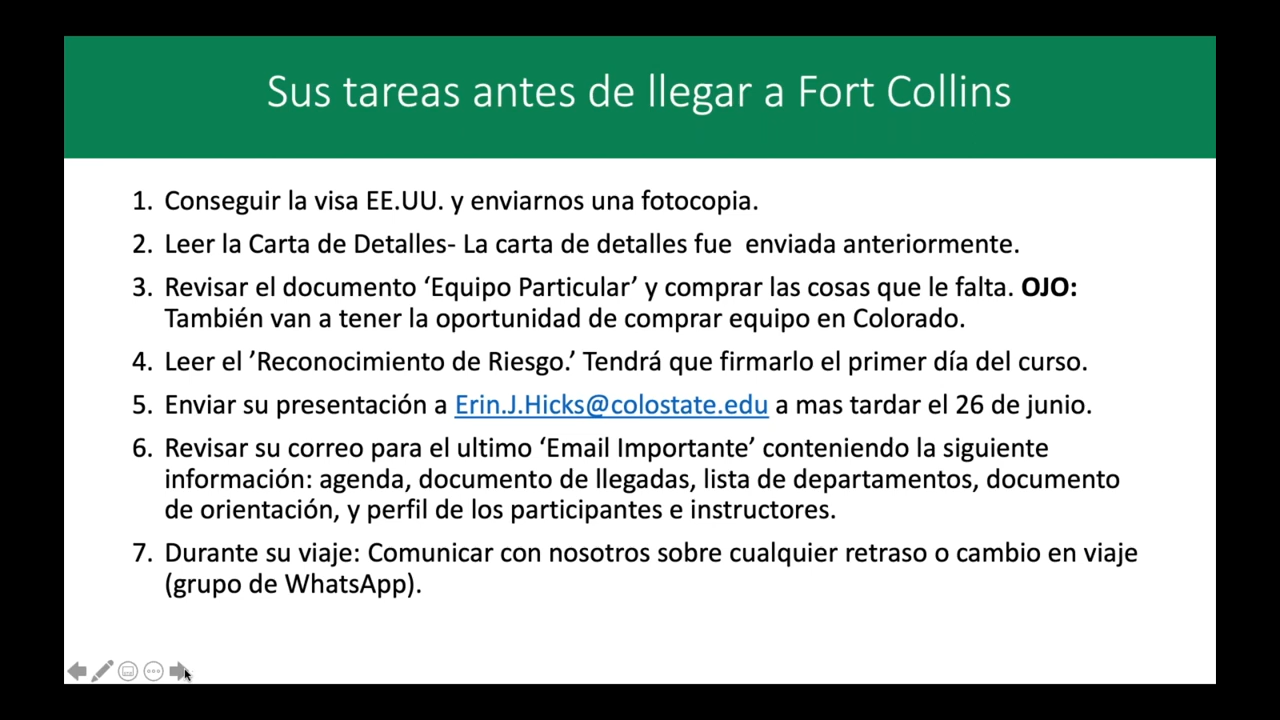 Sus tareas antes de llegar a Fort Collins
1. Conseguir la visa EE.UU. y enviarnos una fotocopia.
2. Leer la Carta de Detalles- La carta de detalles fue  enviada anteriormente.
3. Revisar el documento ‘Equipo Particular’ y comprar las cosas que le falta. OJO:
También van a tener la oportunidad de comprar equipo en Colorado.
4. Leer el ’Reconocimiento de Riesgo.’ Tendrá que firmarlo el primer día del curso.
5. Enviar su presentación a Erin.J.Hicks@colostate.edu a mas tardar el 26 de junio.
6. Revisar su correo para el ultimo ‘Email Importante’ conteniendo la siguiente
información: agenda, documento de llegadas, lista de departamentos, documento
de orientación, y perfil de los participantes e instructores.
7. Durante su viaje: Comunicar con nosotros sobre cualquier retraso o cambio en viaje
(grupo de WhatsApp).